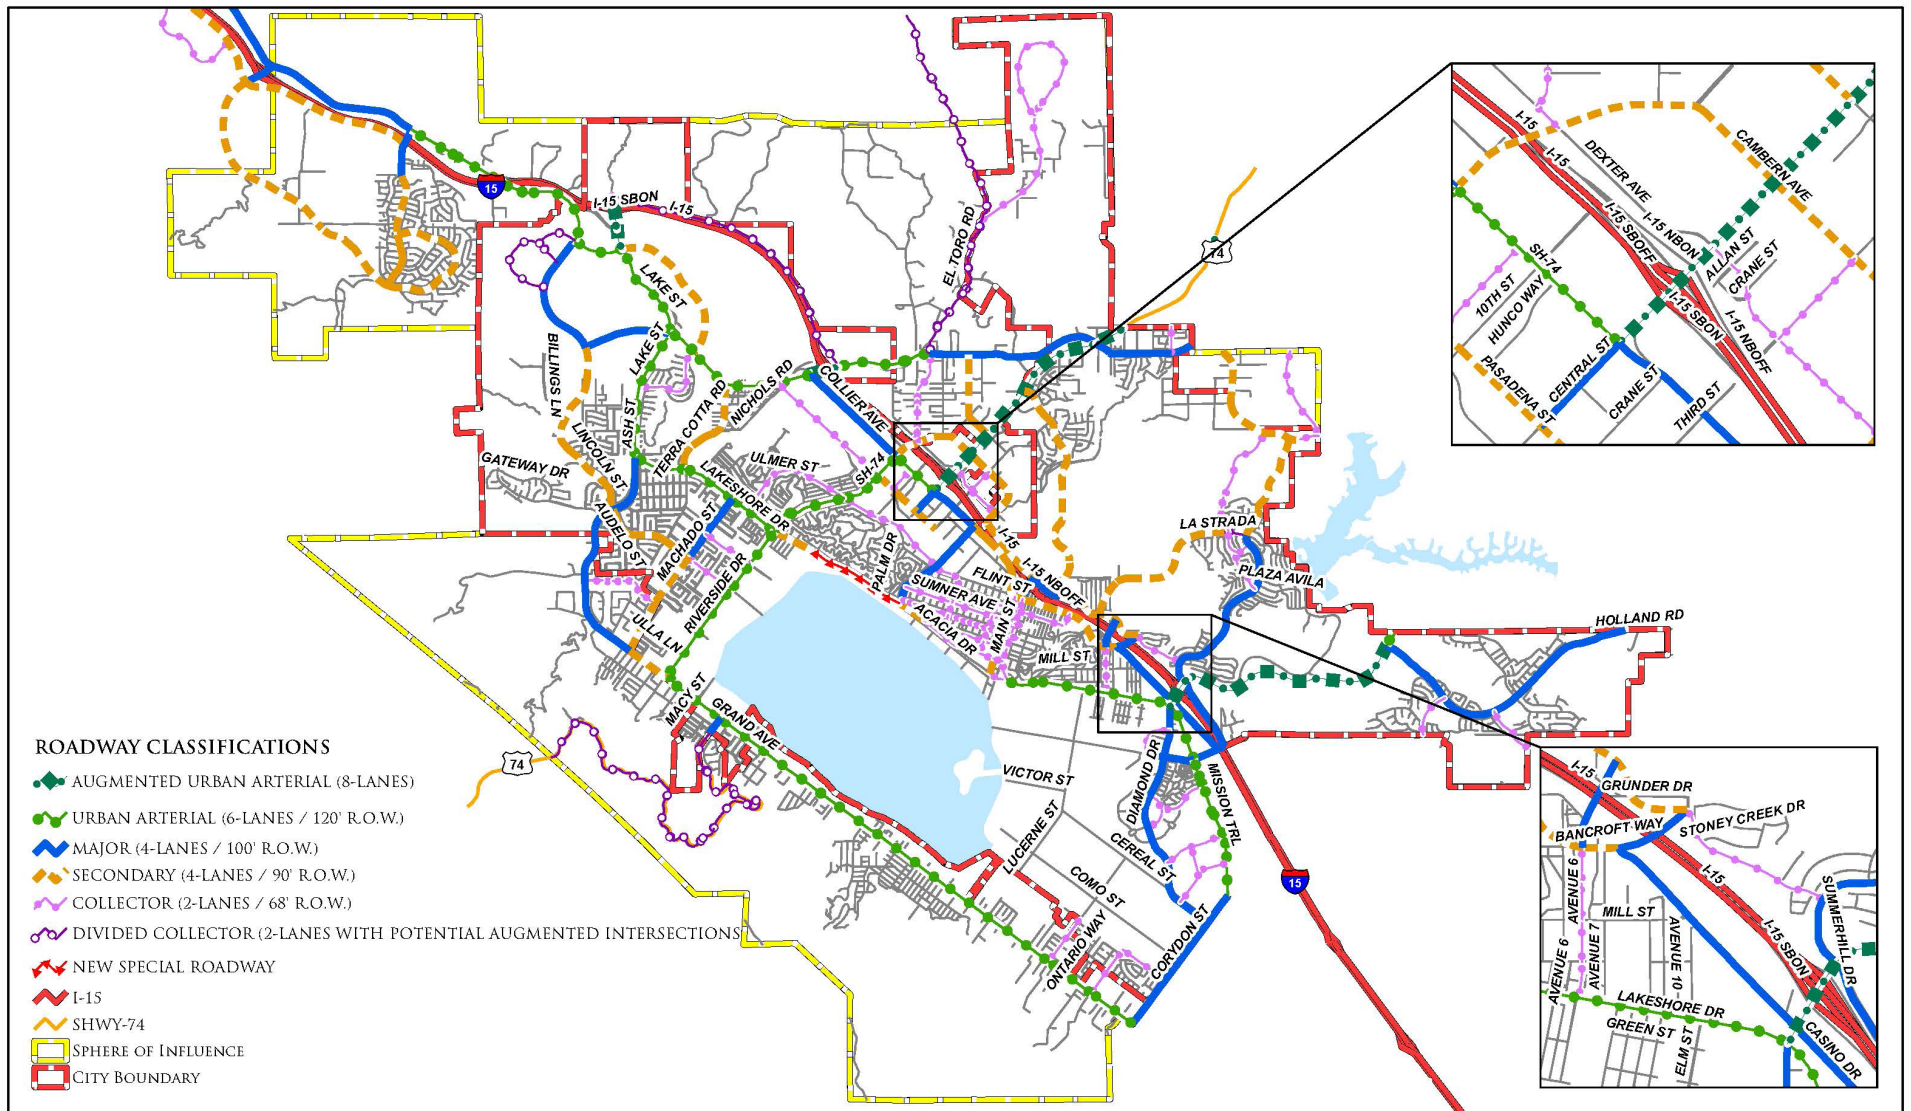 15
I-15 SBON
I-15
EL TORO RD
74
LAKE ST
LAKE ST
BILLINGS LN
ASH ST
LINCOLN ST
TERRA COTTA RD
NICHOLS RD
COLLIER AVE
GATEWAY DR
ULMER ST
SH-74
LAKESHORE DR
AUDELO ST
MACHADO ST
RIVERSIDE DR
PALM DR
ULLA LN
SUMNER AVE
ACACIA DR
MAIN ST
FLINT ST
I-15
I-15 NBOFF
MILL ST
LA STRADA
PLAZA AVILA
HOLLAND RD
MACY ST
GRAND AVE
VICTOR ST
DIAMOND DR
MISSION TRL
LUCERNE ST
CEREAL ST
COMO ST
ONTARIO WAY
CORYDON ST
15
74
I-15
I-15
DEXTER AVE
CAMBERN AVE
I-15 SBOFF
I-15 NBON
ALLAN ST
CRANE ST
SH-74
10TH ST
HUNCO WAY
I-15 SBON
I-15 NBOFF
PASADENA ST
CENTRAL ST
CRANE ST
THIRD ST
I-15
GRUNDER DR
BANCROFT WAY
STONEY CREEK DR
I-15
AVENUE 6
MILL ST
AVENUE 7
AVENUE 10
AVENUE 6
I-15 SBON
SUMMERHILL DR
LAKESHORE DR
GREEN ST
ELM ST
CASINO DR
ROADWAY CLASSIFICATIONS
AUGMENTED URBAN ARTERIAL (8-LANES)
URBAN ARTERIAL (6-LANES / 120' R.O.W.)
MAJOR (4-LANES / 100' R.O.W.)
SECONDARY (4-LANES / 90' R.O.W.)
COLLECTOR (2-LANES / 68' R.O.W.)
DIVIDED COLLECTOR (2-LANES WITH POTENTIAL AUGMENTED INTERSECTIONS
NEW SPECIAL ROADWAY
I-15
SHWY-74
SPHERE OF INFLUENCE
CITY BOUNDARY